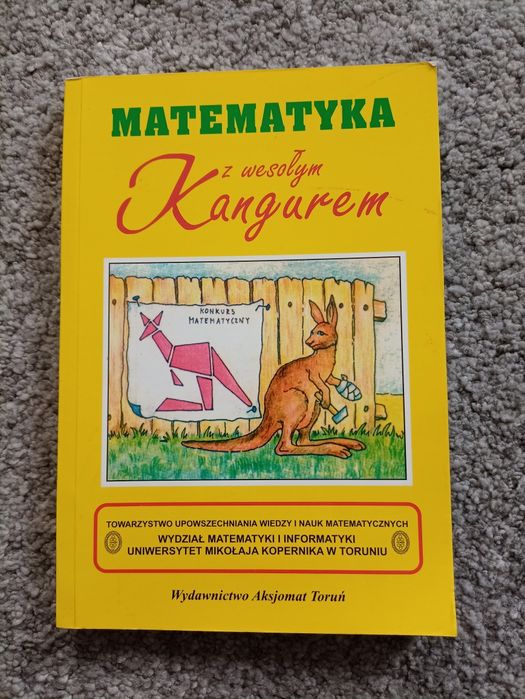 MATEMATYKA
z wesołym
Kangurem
KONKURS
MATEMATYCZNY
TOWARZYSTWO UPOWSZECHNIANIA WIEDZY I NAUK MATEMATYCZNYCH
WYDZIAŁ MATEMATYKI I INFORMATYKI
UNIWERSYTET MIKOŁAJA KOPERNIKA W TORUNIU
Wydawnictwo Aksjomat Toruń